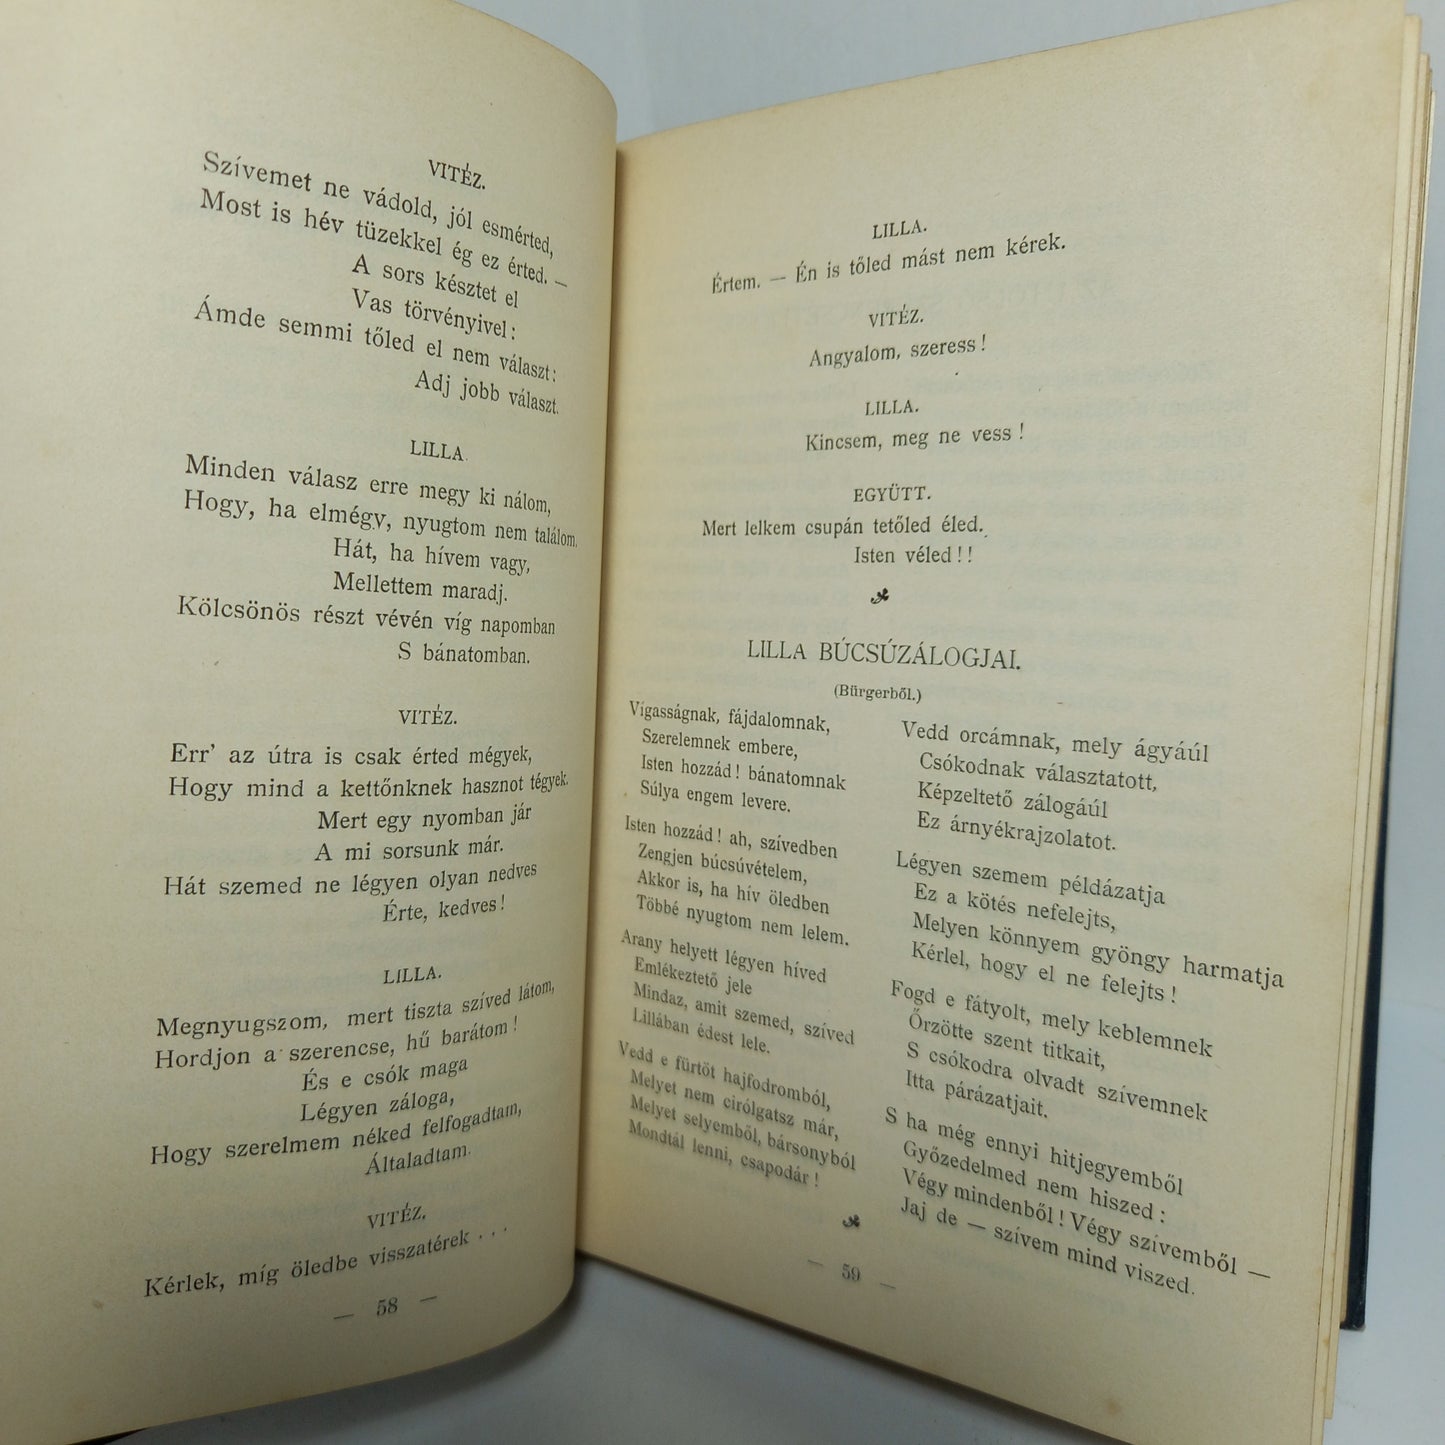 VITÉZ.
Szívemet ne vádold, jól esmérted,
Most is hév tüzekkel ég ez érted. —
A sors késztet el
Vas törvényivel:
Ámde semmi tőled el nem választ:
Adj jobb választ.
LILLA.
Minden válasz erre megy ki nálom,
Hogy, ha elmégy, nyugtom nem találom.
Hát, ha hívem vagy,
Mellettem maradj.
Kölcsönös részt vévén víg napomban
S bánatomban.
VITÉZ.
Err' az útra is csak érted mégyek,
Hogy mind a kettőnknek hasznot tégyek.
Mert egy nyomban jár
A mi sorsunk már.
Hát szemed ne légyen olyan nedves
Érte, kedves!
LILLA.
Megnyugszom, mert tiszta szíved látom,
Hordjon a szerencse, hű barátom!
És e csók maga
Légyen záloga,
Hogy szerelmem néked felfogadtam,
Általadtam.
VITÉZ.
Kérlek, míg öledbe visszatérek . . .
— 58 —
LILLA.
Értem. — Én is tőled mást nem kérek.
VITÉZ.
Angyalom, szeress!
LILLA.
Kincsem, meg ne vess!
EGYÜTT.
Mert lelkem csupán tetőled éled.
Isten véled!!
LILLA BÚCSÚZÁLOGJAI.
(Bürgerből.)
Vígasságnak, fájdalomnak,
Szerelemnek embere,
Isten hozzád! bánatomnak
Súlya engem levere.
Isten hozzád! ah, szívedben
Zengjen búcsúvételem,
Akkor is, ha hív öledben
Többé nyugtom nem lelem.
Arany helyett légyen híved
Emlékeztető jele
Mindaz, amit szemed, szíved
Lillában édest lele.
Vedd e fürtöt hajfodromból,
Melyet nem cirólgatsz már,
Melyet selyemből, bársonyból
Mondtál lenni, csapodár!
Vedd orcámnak, mely ágyáúl
Csókodnak választatott,
Képzeltető zálogáúl
Ez árnyékrajzolatot.
Légyen szemem példázatja
Ez a kötés nefelejts,
Melyen könnyem gyöngy harmatja
Kérlel, hogy el ne felejts!
Fogd e fátyolt, mely keblemnek
Őrzötte szent titkait,
S csókodra olvadt szívemnek
Itta párázatjait.
S ha még ennyi hitjegyemből
Győzedelmed nem hiszed:
Végy mindenből! Végy szívemből —
Jaj de — szívem mind viszed.
— 59 —